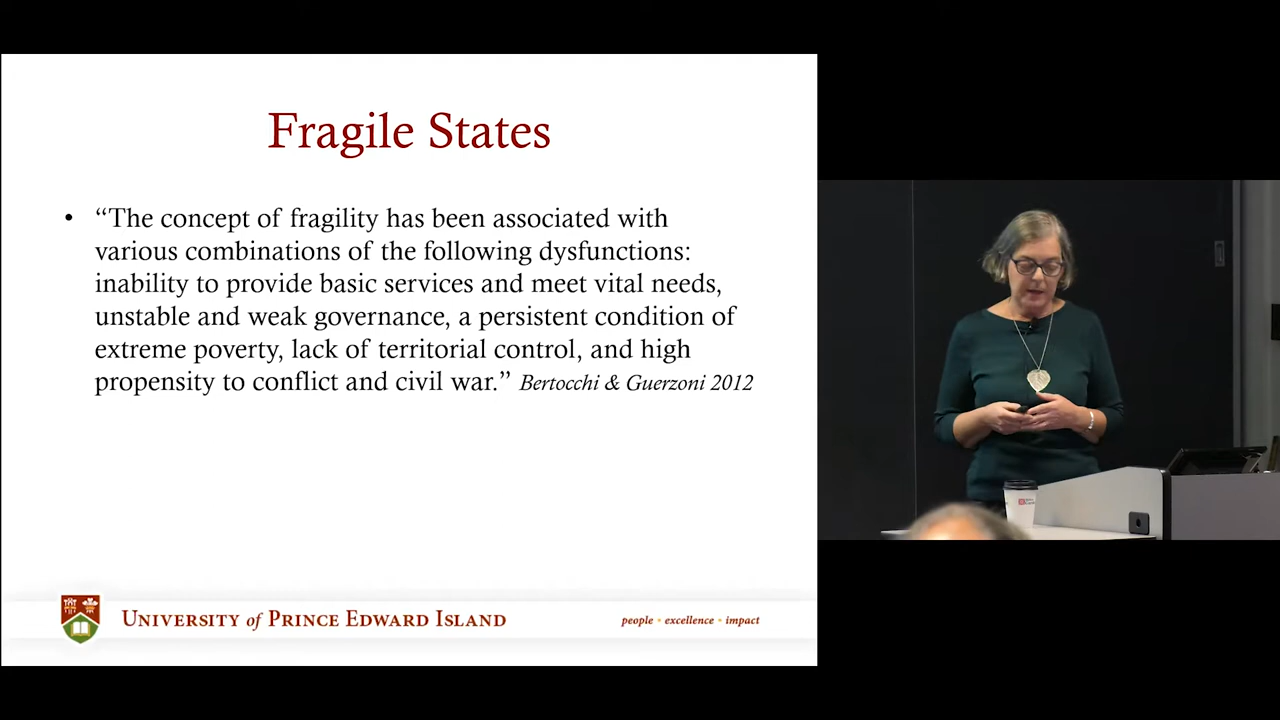 Fragile States
• “The concept of fragility has been associated with
various combinations of the following dysfunctions:
inability to provide basic services and meet vital needs,
unstable and weak governance, a persistent condition of
extreme poverty, lack of territorial control, and high
propensity to conflict and civil war.” Bertocchi & Guerzoni 2012
UNIVERSITY of PRINCE EDWARD ISLAND
people • excellence • impact